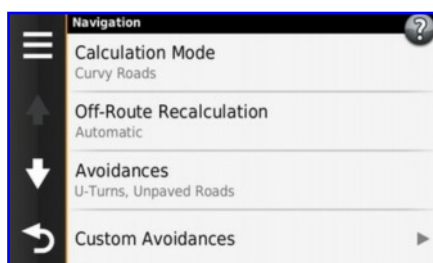 Navigation
?
Calculation Mode
Curvy Roads
Off-Route Recalculation
Automatic
Avoidances
U-Turns, Unpaved Roads
Custom Avoidances